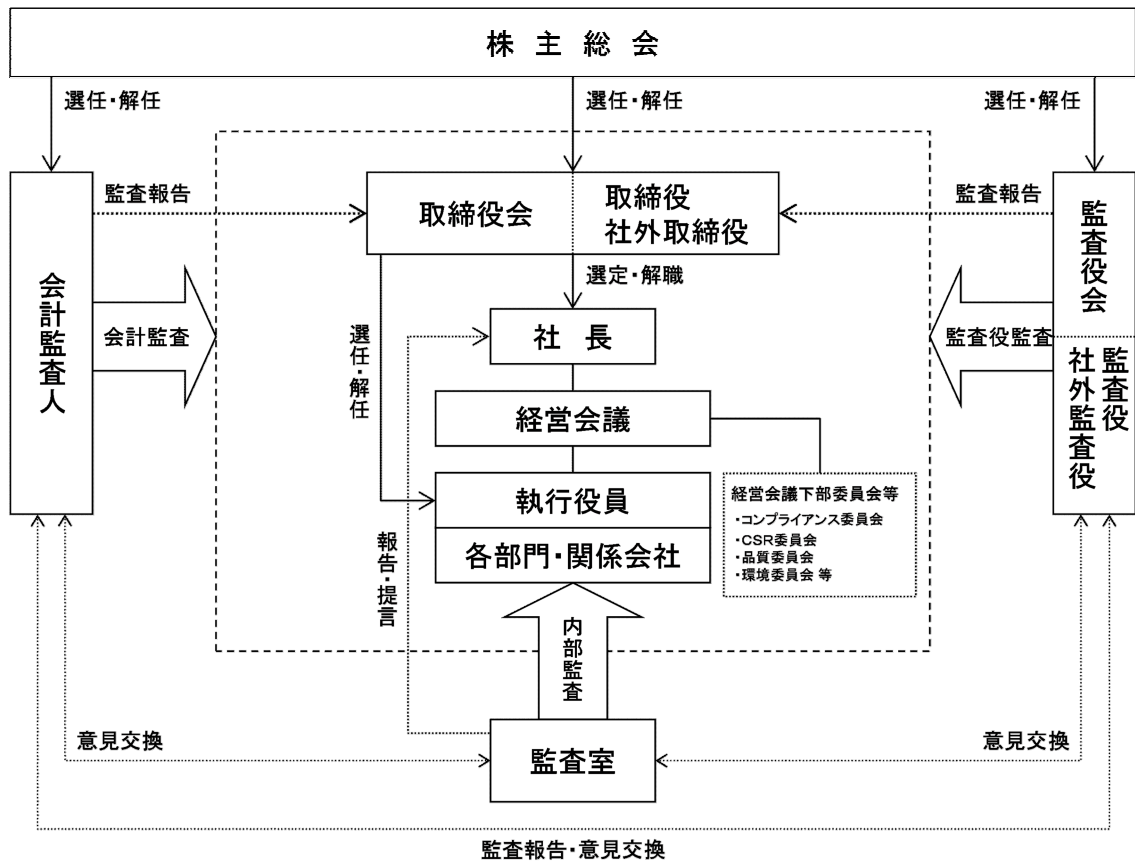 株主総会
選任・解任
選任・解任
選任・解任
監査報告
取締役会
取締役
社外取締役
監査報告
会計監査人
監査役会
監査役
社外監査役
選定・解職
会計監査
選任・解任
社長
監査役監査
経営会議
執行役員
各部門・関係会社
経営会議下部委員会等
・コンプライアンス委員会
・CSR委員会
・品質委員会
・環境委員会 等
報告・提言
内部監査
監査室
意見交換
意見交換
監査報告・意見交換